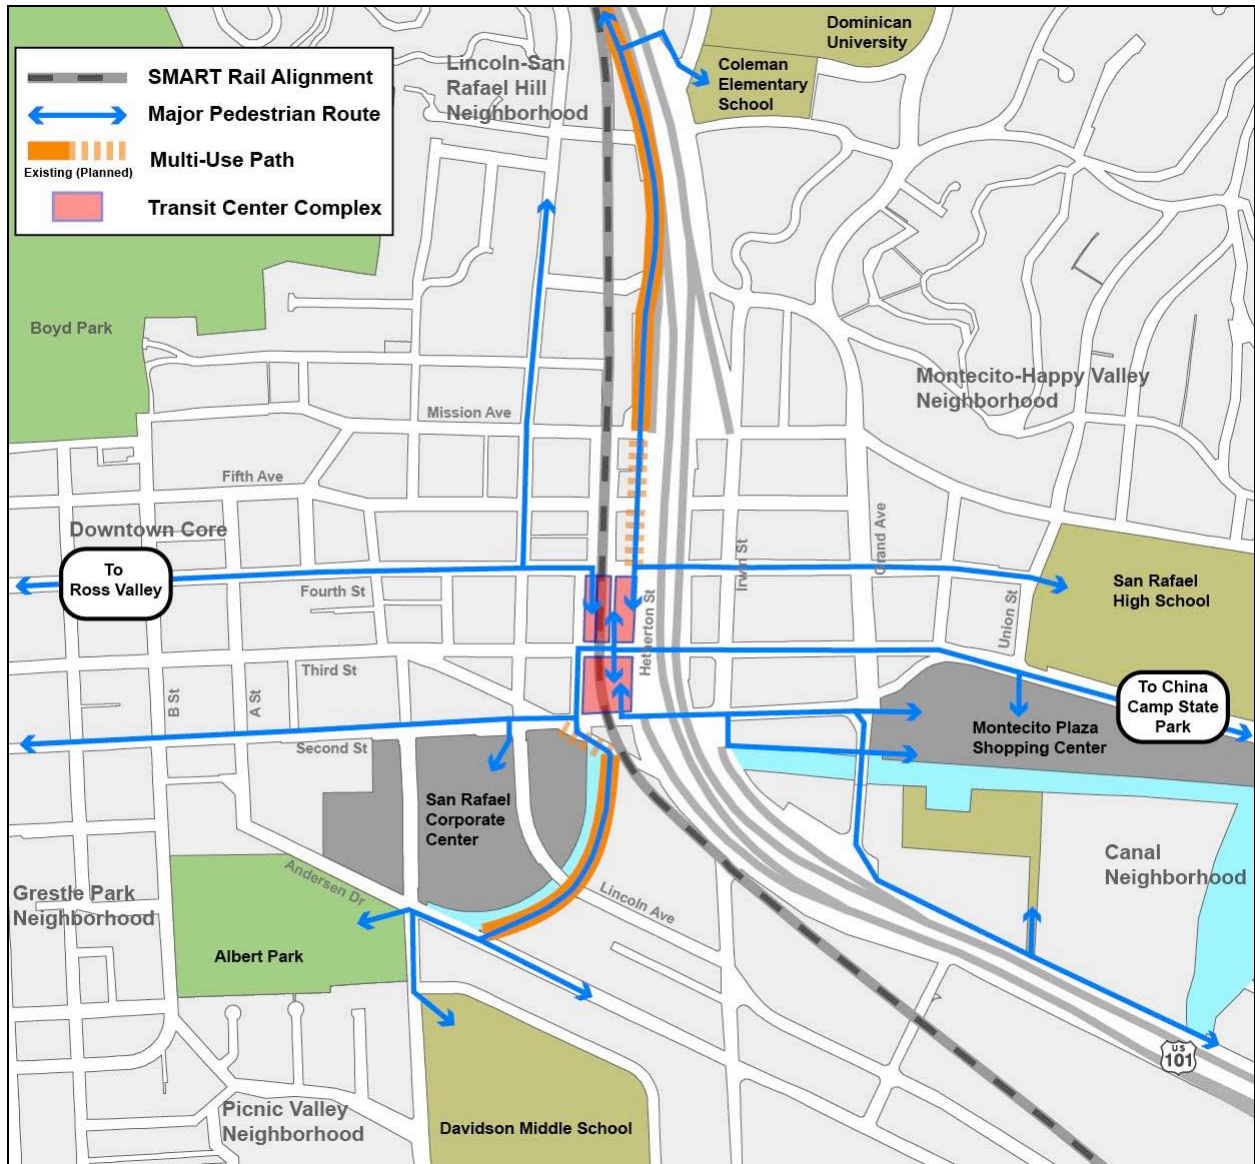 Dominican
University
SMART Rail Alignment
Major Pedestrian Route
Existing (Planned)
Multi-Use Path
Transit Center Complex
Lincoln-San
Rafael Hill
Neighborhood
Coleman
Elementary
School
Boyd Park
Montecito-Happy Valley
Neighborhood
Mission Ave
Fifth Ave
Downtown Core
To
Ross Valley
Fourth St
Hetherton St
Irwin St
Grand Ave
Union St
San Rafael
High School
Third St
B St
A St
Second St
To China
Camp State
Park
Montecito Plaza
Shopping Center
San Rafael
Corporate
Center
Canal
Neighborhood
Grestle Park
Neighborhood
Andersen Dr
Lincoln Ave
Albert Park
US
101
Picnic Valley
Neighborhood
Davidson Middle School